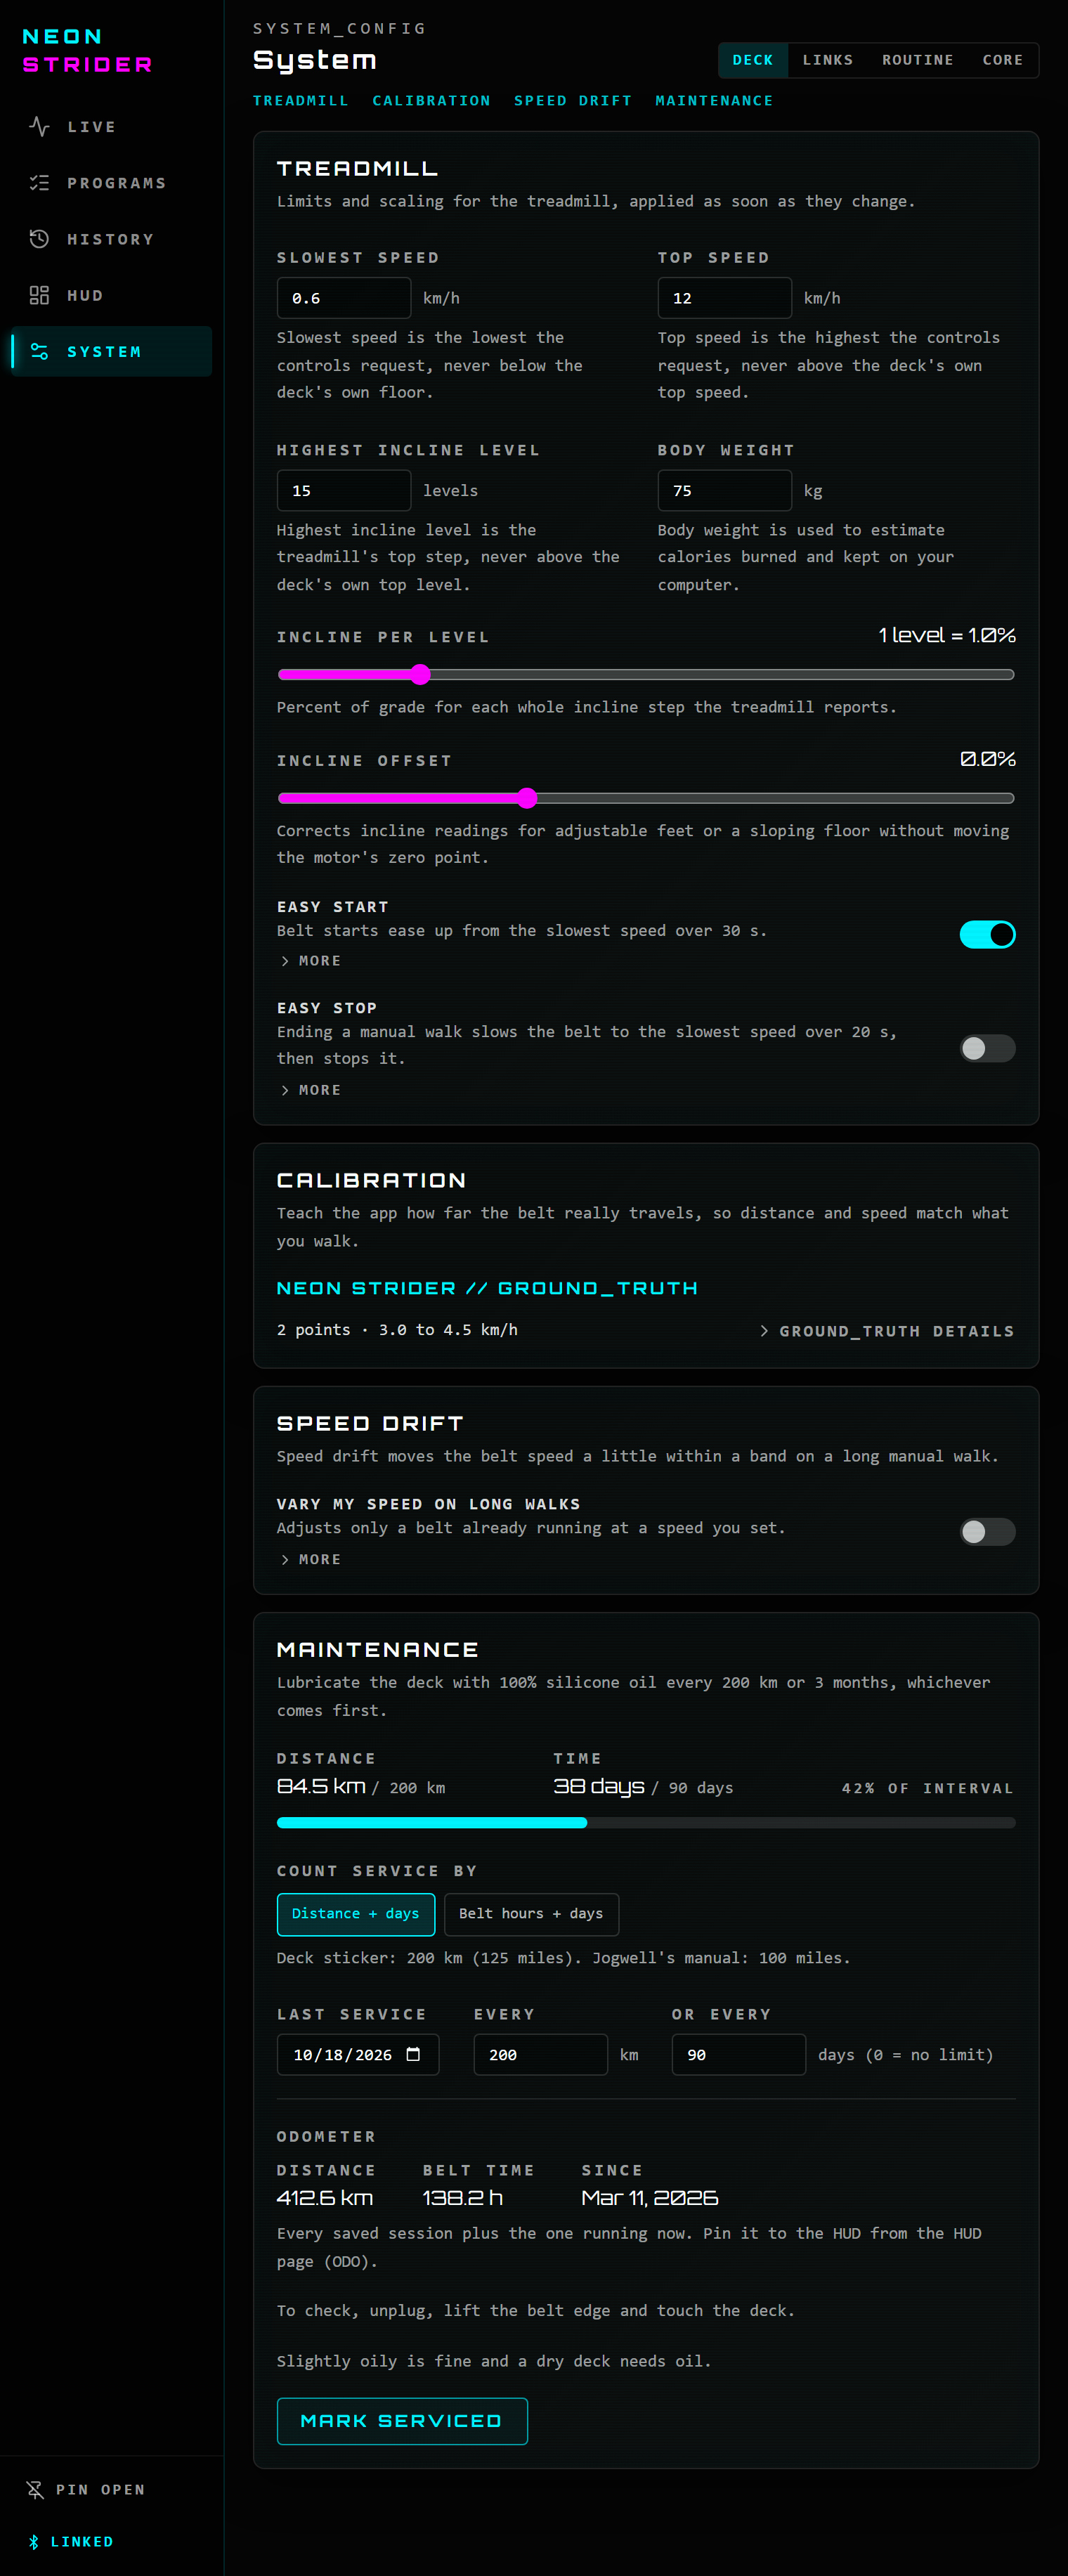 NEON
STRIDER
LIVE
PROGRAMS
HISTORY
HUD
SYSTEM
PIN OPEN
LINKED
SYSTEM_CONFIG
System
DECK LINKS ROUTINE CORE
TREADMILL CALIBRATION SPEED DRIFT MAINTENANCE
TREADMILL
Limits and scaling for the treadmill, applied as soon as they change.
SLOWEST SPEED
0.6 km/h
Slowest speed is the lowest the
controls request, never below the
deck's own floor.
TOP SPEED
12 km/h
Top speed is the highest the controls
request, never above the deck's own
top speed.
HIGHEST INCLINE LEVEL
15 levels
Highest incline level is the
treadmill's top step, never above the
deck's own top level.
BODY WEIGHT
75 kg
Body weight is used to estimate
calories burned and kept on your
computer.
INCLINE PER LEVEL 1 level = 1.0%
Percent of grade for each whole incline step the treadmill reports.
INCLINE OFFSET 0.0%
Corrects incline readings for adjustable feet or a sloping floor without moving
the motor's zero point.
EASY START
Belt starts ease up from the slowest speed over 30 s.
MORE
EASY STOP
Ending a manual walk slows the belt to the slowest speed over 20 s,
then stops it.
MORE
CALIBRATION
Teach the app how far the belt really travels, so distance and speed match what
you walk.
NEON STRIDER // GROUND_TRUTH
2 points · 3.0 to 4.5 km/h GROUND_TRUTH DETAILS
SPEED DRIFT
Speed drift moves the belt speed a little within a band on a long manual walk.
VARY MY SPEED ON LONG WALKS
Adjusts only a belt already running at a speed you set.
MORE
MAINTENANCE
Lubricate the deck with 100% silicone oil every 200 km or 3 months, whichever
comes first.
DISTANCE
84.5 km / 200 km
TIME
38 days / 90 days
42% OF INTERVAL
COUNT SERVICE BY
Distance + days Belt hours + days
Deck sticker: 200 km (125 miles). Jogwell's manual: 100 miles.
LAST SERVICE
10/18/2026
EVERY
200 km
OR EVERY
90 days (0 = no limit)
ODOMETER
DISTANCE
412.6 km
BELT TIME
138.2 h
SINCE
Mar 11, 2026
Every saved session plus the one running now. Pin it to the HUD from the HUD
page (ODO).
To check, unplug, lift the belt edge and touch the deck.
Slightly oily is fine and a dry deck needs oil.
MARK SERVICED